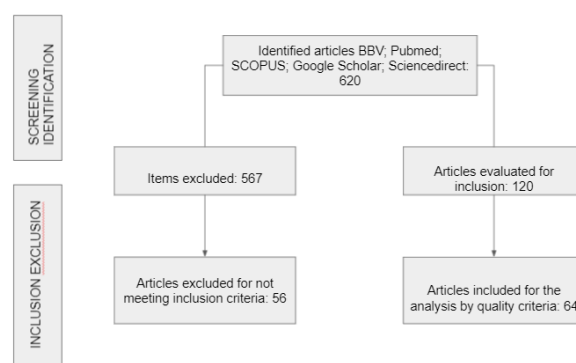 SCREENING
IDENTIFICATION
Identified articles BBV; Pubmed;
SCOPUS; Google Scholar; Sciencedirect:
620
Items excluded: 567
Articles evaluated for
inclusion: 120
INCLUSION EXCLUSION
Articles excluded for not
meeting inclusion criteria: 56
Articles included for the
analysis by quality criteria: 64